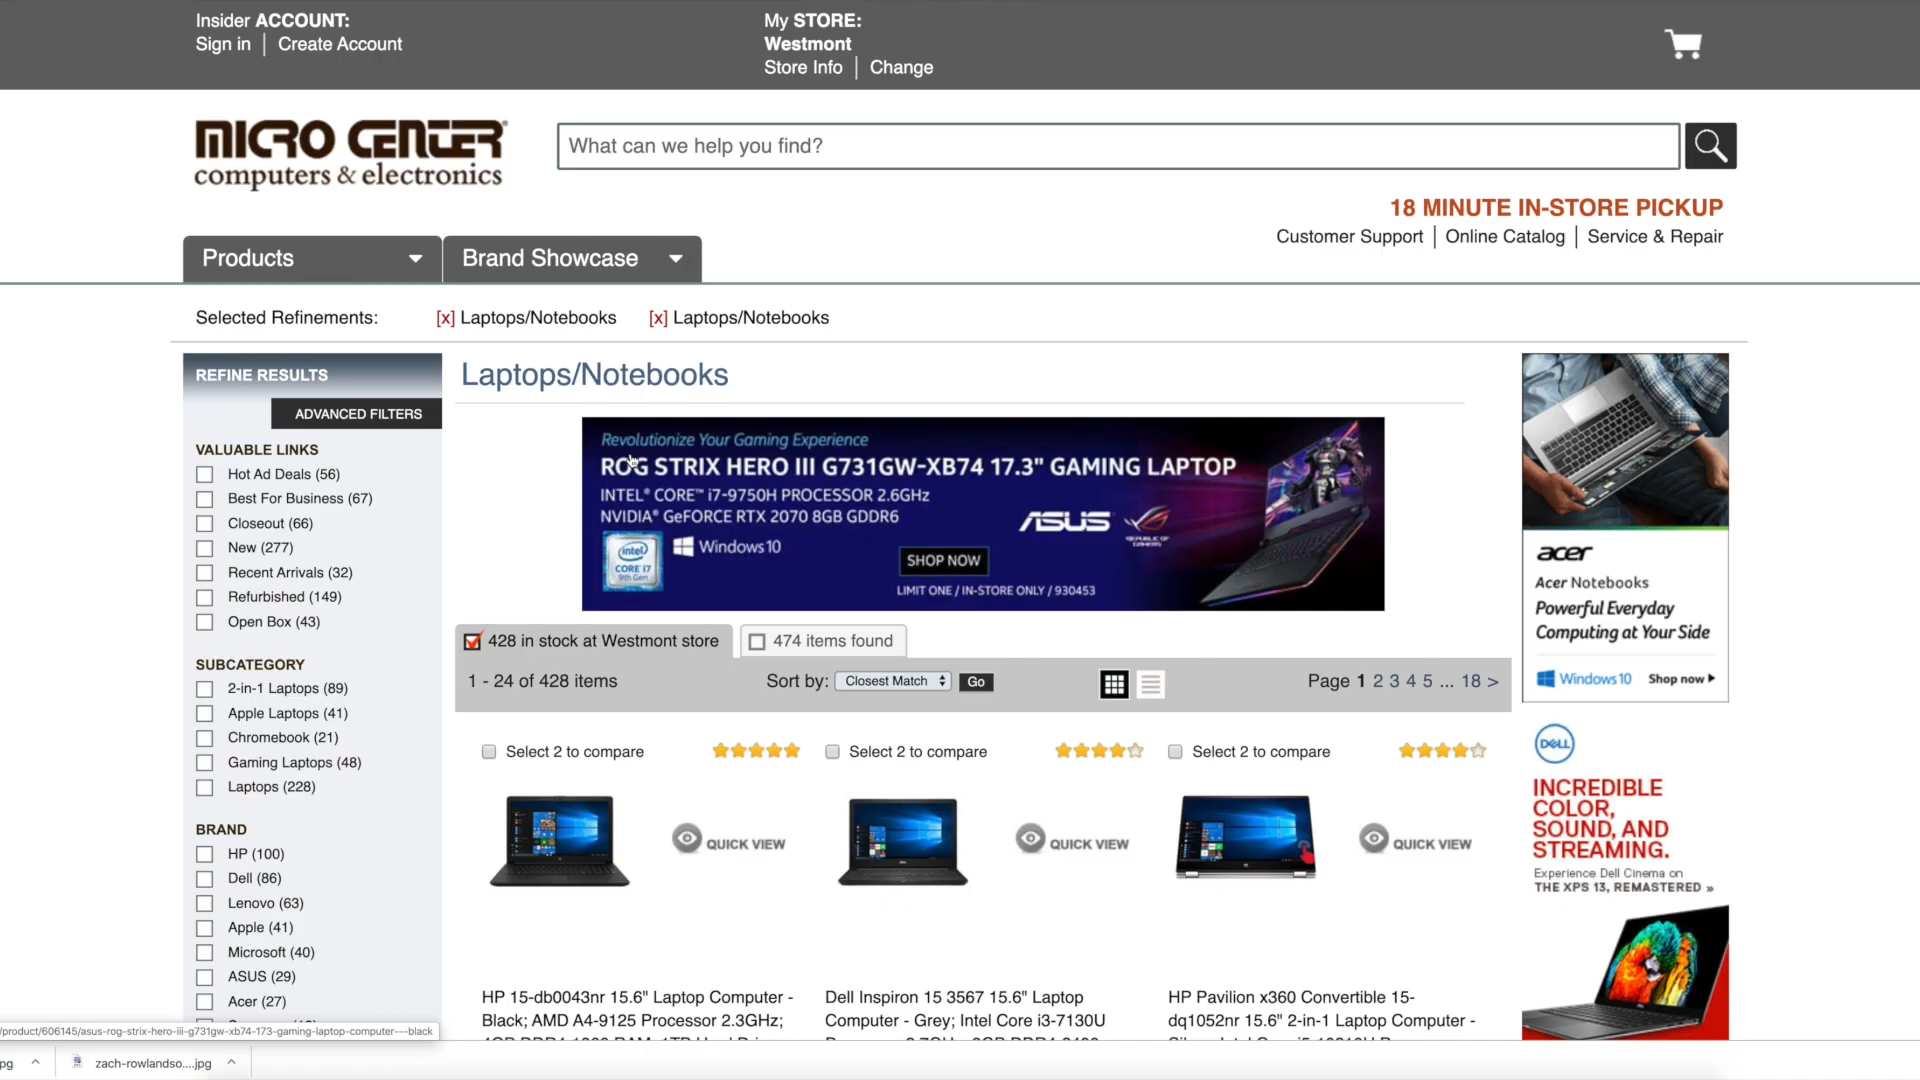 Insider ACCOUNT:
Sign in | Create Account
My STORE:
Westmont
Store Info | Change
MICRO CENTER
computers & electronics
What can we help you find?
18 MINUTE IN-STORE PICKUP
Customer Support | Online Catalog | Service & Repair
Products
Brand Showcase
Selected Refinements: [x] Laptops/Notebooks [x] Laptops/Notebooks
REFINE RESULTS
ADVANCED FILTERS
VALUABLE LINKS
Hot Ad Deals (56)
Best For Business (67)
Closeout (66)
New (277)
Recent Arrivals (32)
Refurbished (149)
Open Box (43)
SUBCATEGORY
2-in-1 Laptops (89)
Apple Laptops (41)
Chromebook (21)
Gaming Laptops (48)
Laptops (228)
BRAND
HP (100)
Dell (86)
Lenovo (63)
Apple (41)
Microsoft (40)
ASUS (29)
Acer (27)
Laptops/Notebooks
Revolutionize Your Gaming Experience
ROG STRIX HERO III G731GW-XB74 17.3" GAMING LAPTOP
INTEL® CORE™ i7-9750H PROCESSOR 2.6GHz
NVIDIA® GeFORCE RTX 2070 8GB GDDR6
intel
CORE i7
9th Gen
Windows10
ASUS
REPUBLIC OF
GAMERS
SHOP NOW
LIMIT ONE / IN-STORE ONLY / 930453
428 in stock at Westmont store
474 items found
1 - 24 of 428 items
Sort by: Closest Match Go
Page 1 2 3 4 5 ... 18 >
Select 2 to compare
QUICK VIEW
HP 15-db0043nr 15.6" Laptop Computer -
Black; AMD A4-9125 Processor 2.3GHz;
Select 2 to compare
QUICK VIEW
Dell Inspiron 15 3567 15.6" Laptop
Computer - Grey; Intel Core i3-7130U
Select 2 to compare
QUICK VIEW
HP Pavilion x360 Convertible 15-
dq1052nr 15.6" 2-in-1 Laptop Computer -
acer
Acer Notebooks
Powerful Everyday
Computing at Your Side
Windows10 Shop now
DELL
INCREDIBLE
COLOR,
SOUND, AND
STREAMING.
Experience Dell Cinema on
THE XPS 13, REMASTERED »
/product/606145/asus-rog-strix-hero-iii-g731gw-xb74-173-gaming-laptop-computer---black
pg
zach-rowlandso....jpg